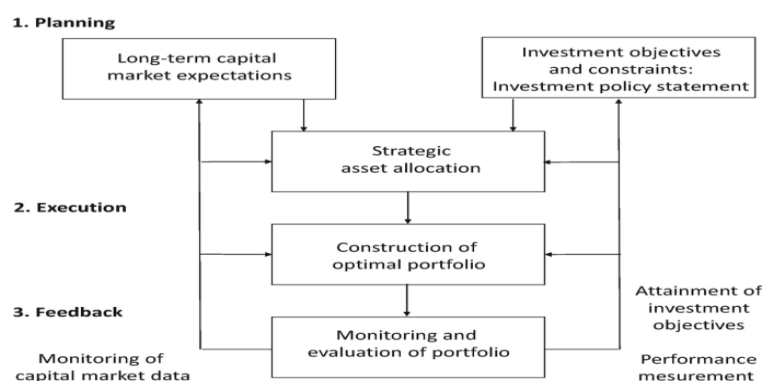 1. Planning
Long-term capital
market expectations
Investment objectives
and constraints:
Investment policy statement
Strategic
asset allocation
2. Execution
Construction of
optimal portfolio
3. Feedback
Monitoring and
evaluation of portfolio
Monitoring of
capital market data
Attainment of
investment
objectives
Performance
mesurement